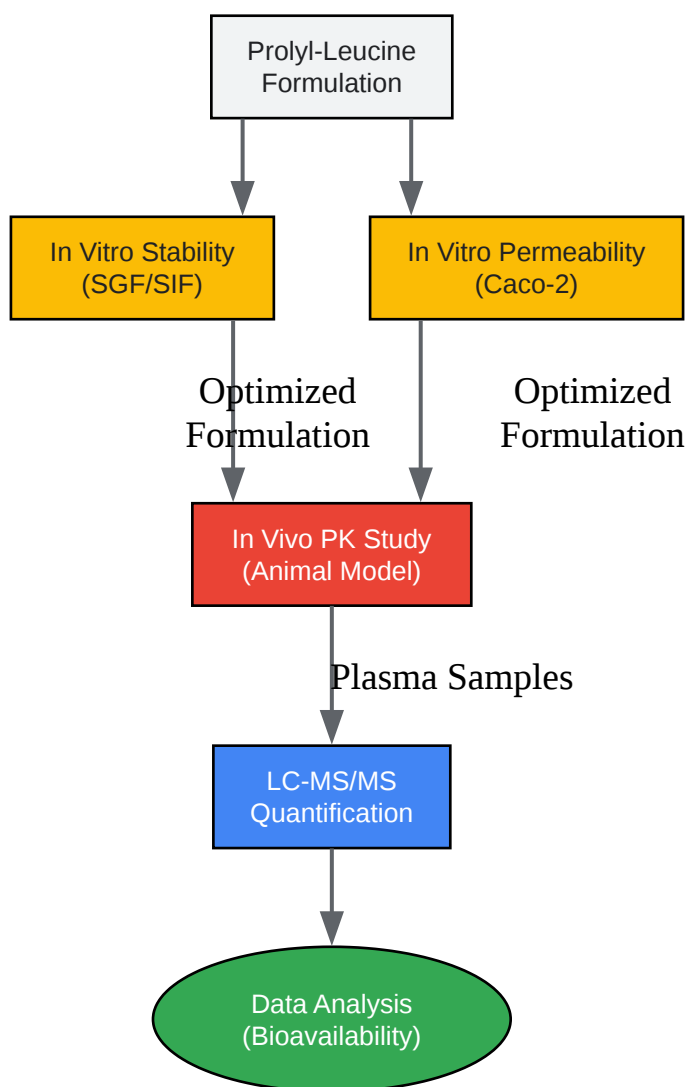 Prolyl-Leucine
Formulation
In Vitro Stability
(SGF/SIF)
In Vitro Permeability
(Caco-2)
Optimized
Formulation
Optimized
Formulation
In Vivo PK Study
(Animal Model)
Plasma Samples
LC-MS/MS
Quantification
Data Analysis
(Bioavailability)